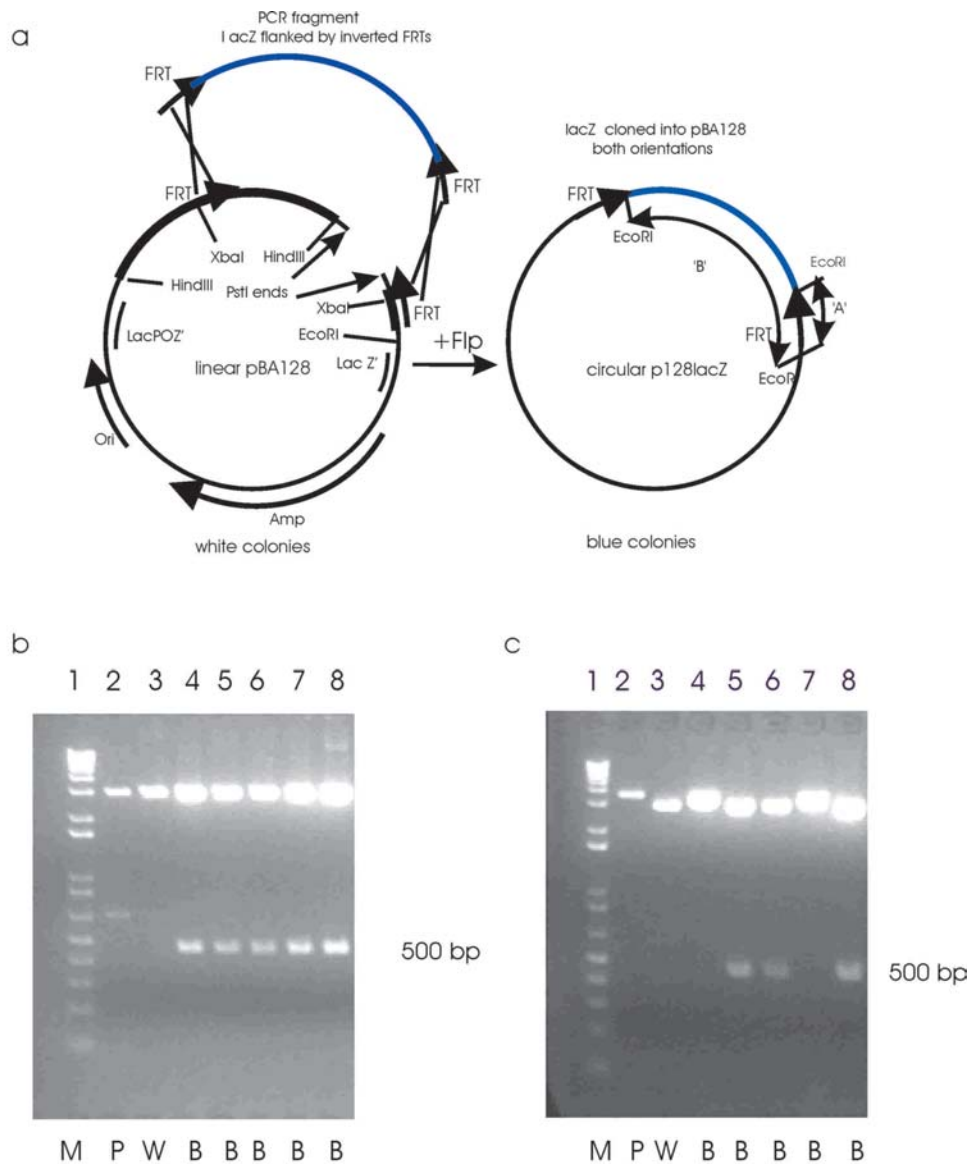 a
PCR fragment
l acZ flanked by inverted FRTs
FRT
FRT
FRT
XbaI
HindIII
HindIII
PstI ends
XbaI
FRT
EcoRI
LacPOZ'
linear pBA128
Lac Z'
Ori
Amp
white colonies
+Flp
lacZ cloned into pBA128
both orientations
FRT
EcoRI
'B'
EcoRI
'A'
FRT
EcoR
circular p128lacZ
blue colonies
b
1 2 3 4 5 6 7 8
500 bp
M P W B B B B B
c
1 2 3 4 5 6 7 8
500 bp
M P W B B B B B